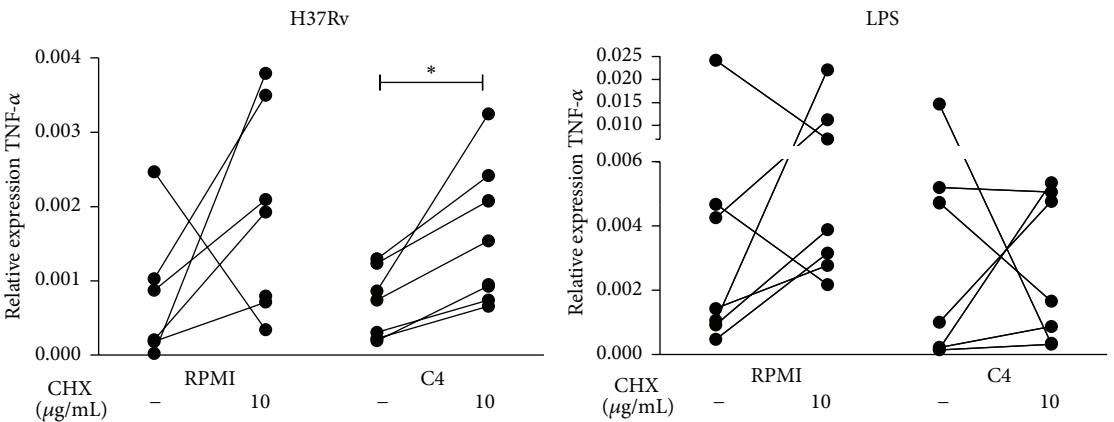 H37Rv
Relative expression TNF-α
0.004
0.003
0.002
0.001
0.000
*
RPMI
C4
CHX
(μg/mL)
–
10
–
10
LPS
Relative expression TNF-α
0.025
0.020
0.015
0.010
0.006
0.004
0.002
0.000
RPMI
C4
CHX
(μg/mL)
–
10
–
10